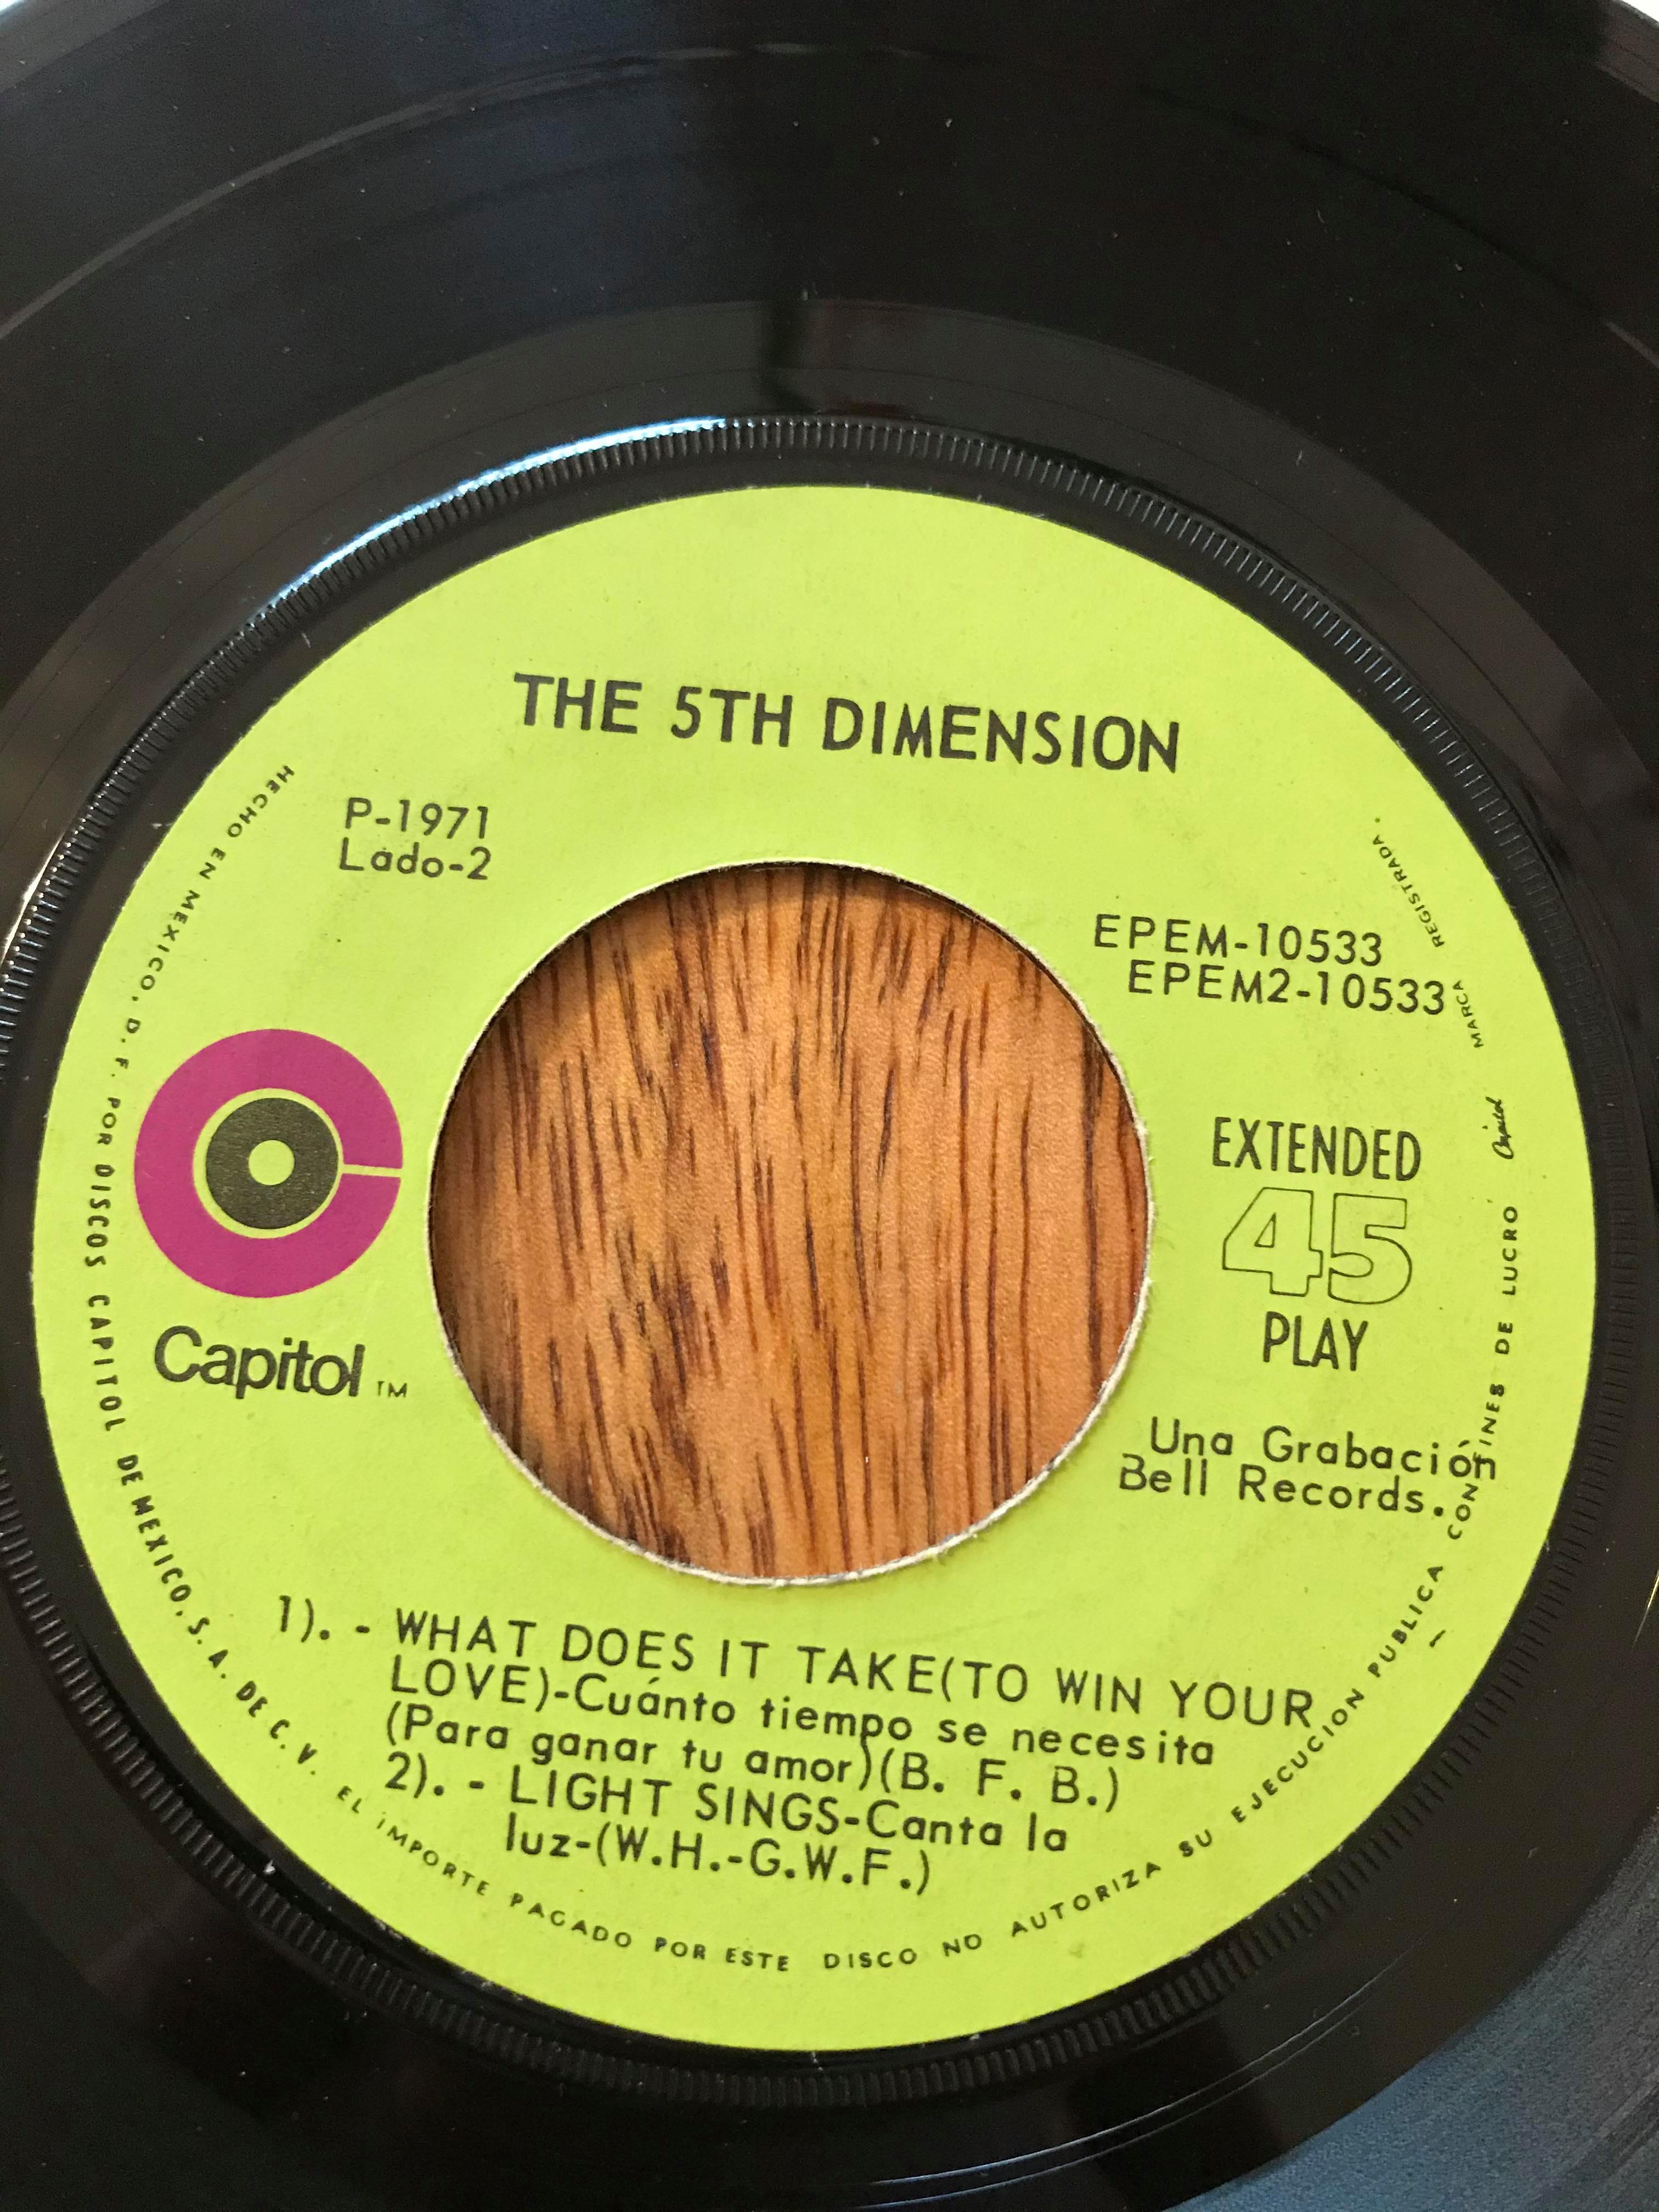 THE 5TH DIMENSION
P-1971
Lado-2
EPEM-10533
EPEM2-10533
Capitol TM
EXTENDED
45
PLAY
Una Grabación
Bell Records.
1).- WHAT DOES IT TAKE(TO WIN YOUR
LOVE)-Cuánto tiempo se necesita
(Para ganar tu amor)(B. F. B.)
2).- LIGHT SINGS-Canta la
luz-(W.H.-G.W.F.)
HECHO EN MEXICO, D. F. POR DISCOS CAPITOL DE MEXICO, S. A. DE C. V. EL IMPORTE PAGADO POR ESTE DISCO NO AUTORIZA SU EJECUCION PUBLICA CON FINES DE LUCRO Capitol MARCA REGISTRADA.